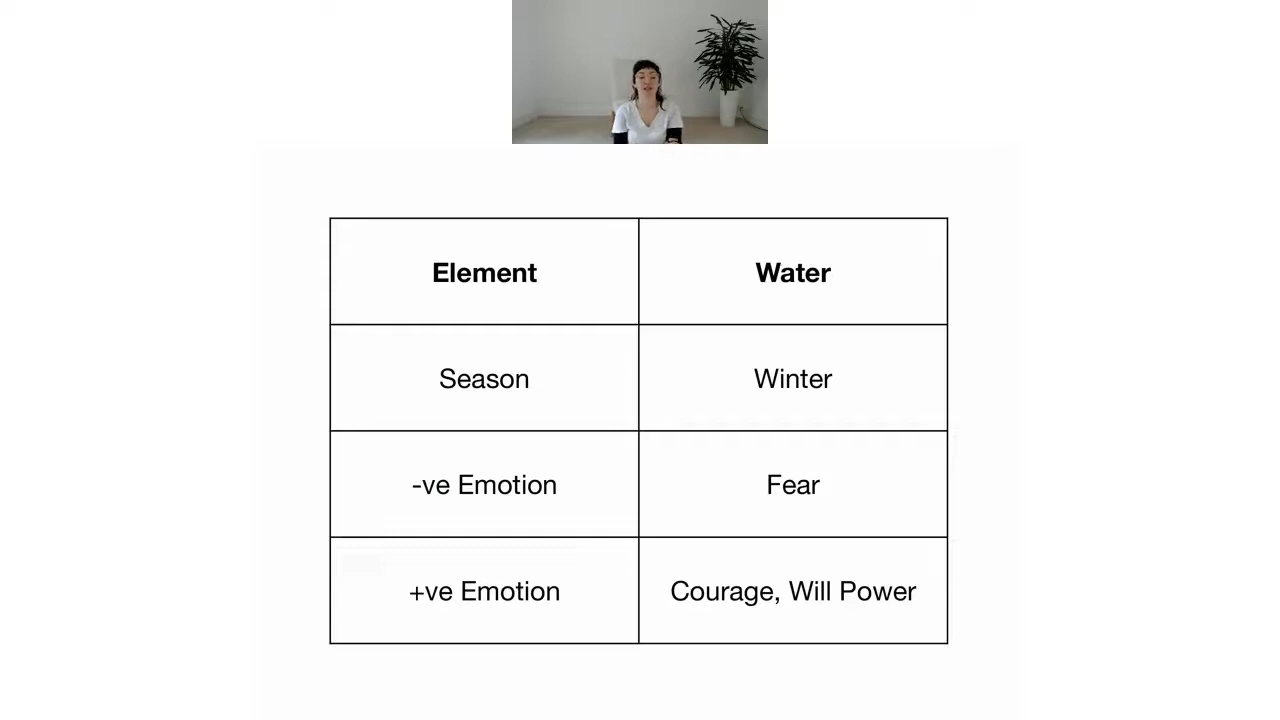 Element Water
Season Winter
-ve Emotion Fear
+ve Emotion Courage, Will Power